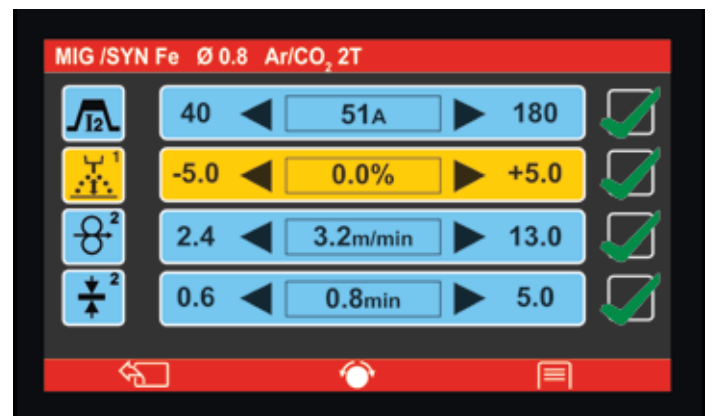 MIG /SYN Fe Ø 0.8 Ar/CO₂ 2T
I2 40 51A 180
1 -5.0 0.0% +5.0
2 2.4 3.2m/min 13.0
2 0.6 0.8min 5.0